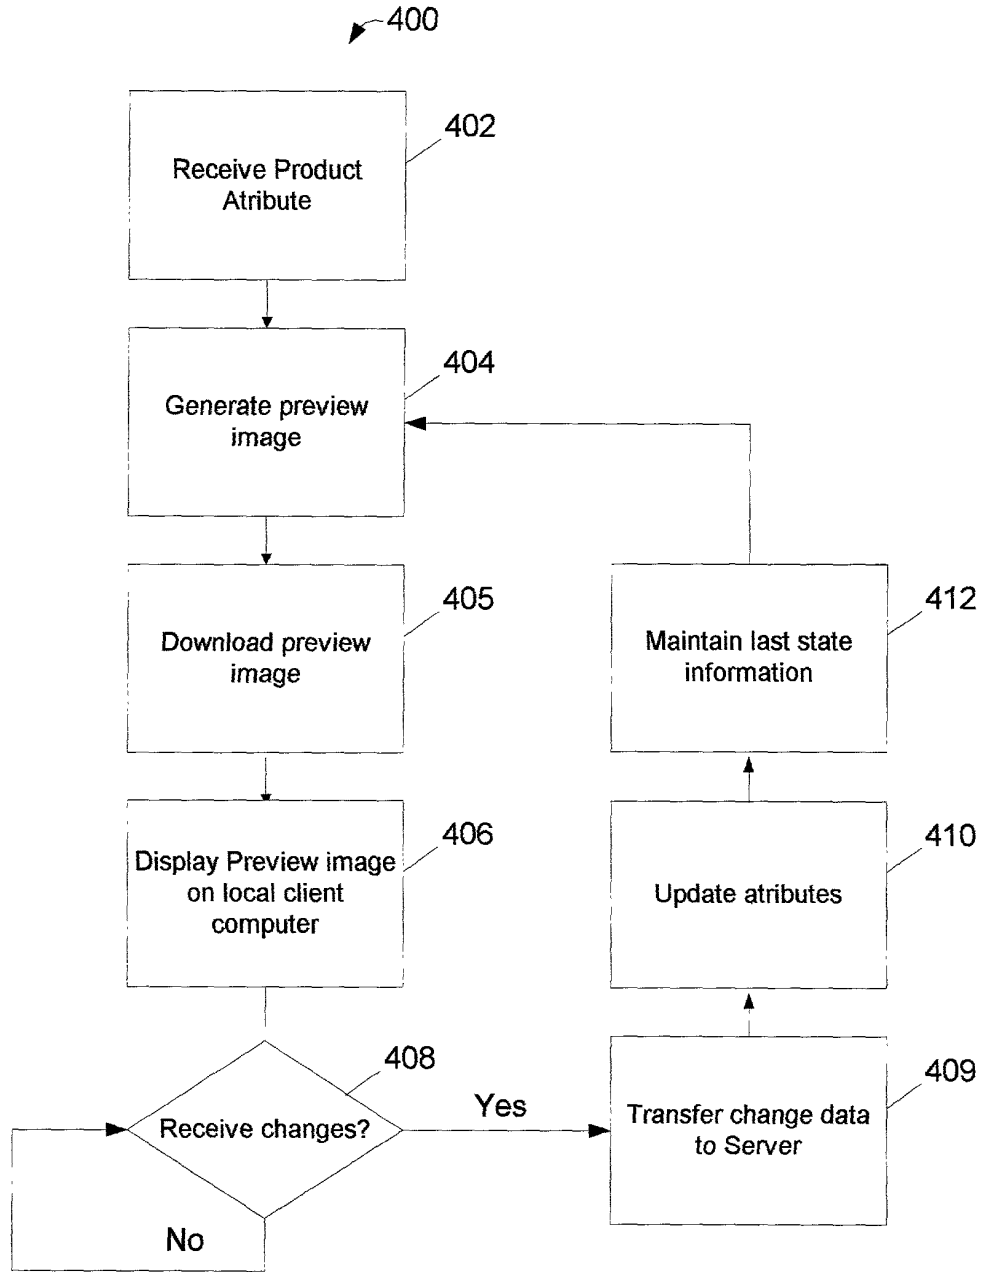 400
402
Receive Product
Atribute
404
Generate preview
image
405
Download preview
image
406
Display Preview image
on local client
computer
408
Receive changes?
No
Yes
409
Transfer change data
to Server
410
Update atributes
412
Maintain last state
information